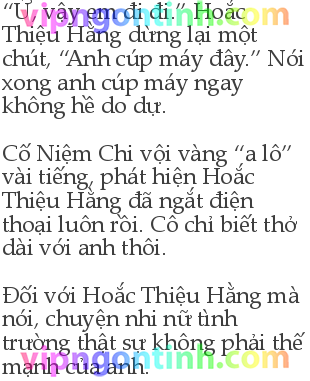 “Ừ, vậy em đi đi.” Hoắc
Thiệu Hằng dừng lại một
chút, “Anh cúp máy đây.” Nói
xong anh cúp máy ngay
không hề do dự.
Cố Niệm Chi vội vàng “a lô”
vài tiếng, phát hiện Hoắc
Thiệu Hằng đã ngắt điện
thoại luôn rồi. Cô chỉ biết thở
dài với anh thôi.
Đối với Hoắc Thiệu Hằng mà
nói, chuyện nhi nữ tình
trường thật sự không phải thế
mạnh của anh.
vipngontinh.com
vipngontinh.com